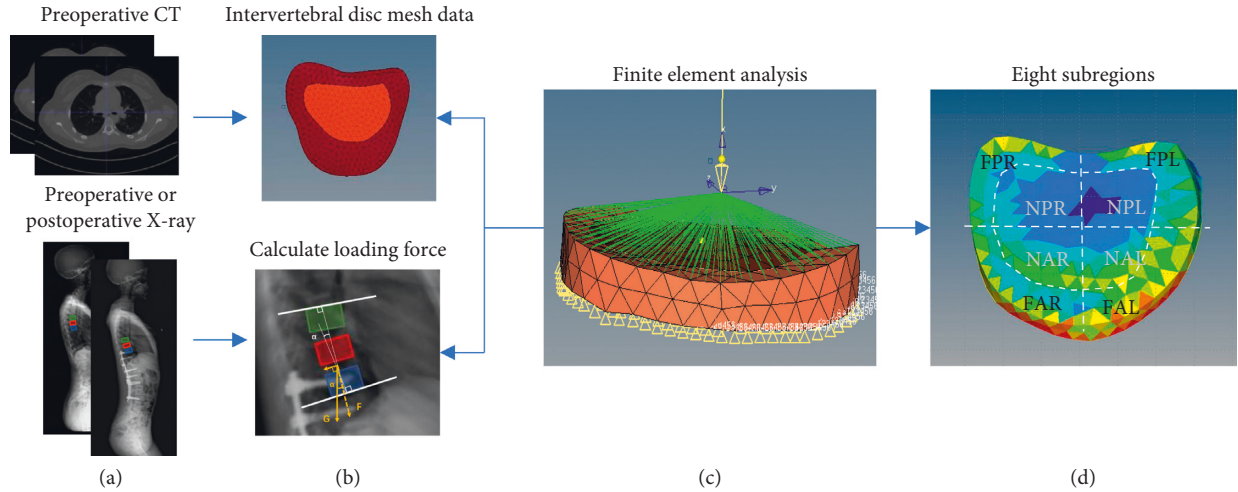 Preoperative CT
Intervertebral disc mesh data
Finite element analysis
Eight subregions
Preoperative or
postoperative X-ray
Calculate loading force
α
α
G
F
y
FPR
FPL
NPR
NPL
NAR
NAL
FAR
FAL
(a)
(b)
(c)
(d)